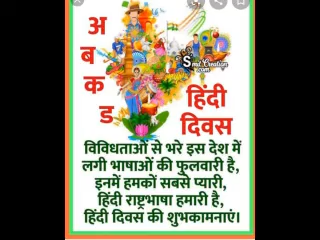 अ
ब
क
ड
SmitCreation.com
हिंदी
दिवस
विविधताओं से भरे इस देश में
लगी भाषाओं की फुलवारी है,
इनमें हमकों सबसे प्यारी,
हिंदी राष्ट्रभाषा हमारी है,
हिंदी दिवस की शुभकामनाएं।